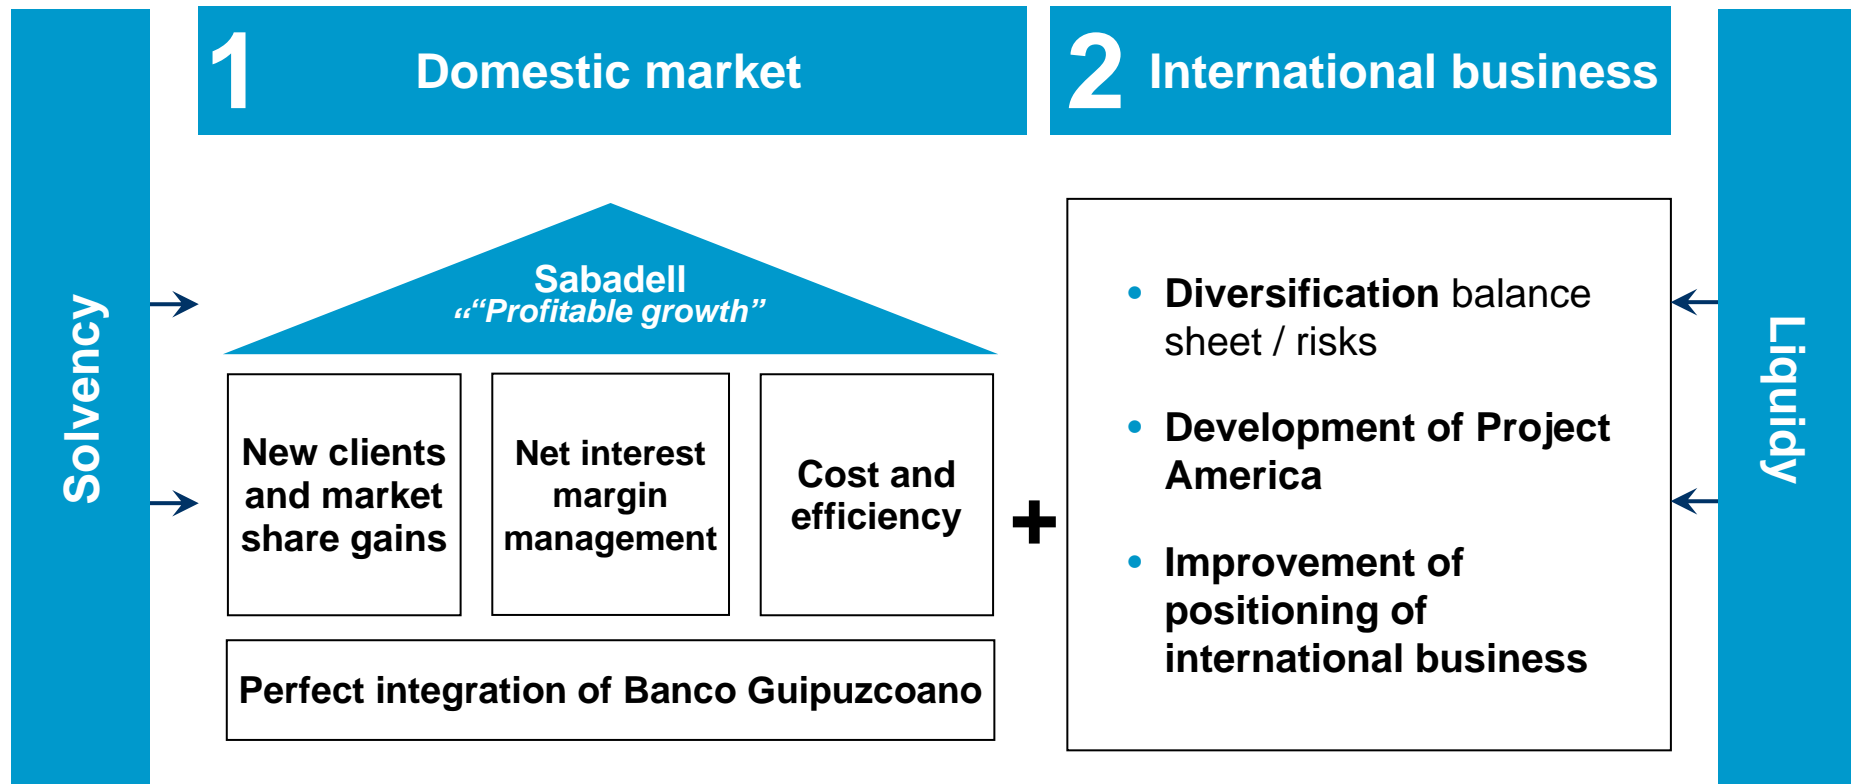 Solvency
1
Domestic market
Sabadell
““Profitable growth”
New clients
and market
share gains
Net interest
margin
management
Cost and
efficiency
Perfect integration of Banco Guipuzcoano
+
2
International business
• Diversification balance
sheet / risks
• Development of Project
America
• Improvement of
positioning of
international business
Liquidy